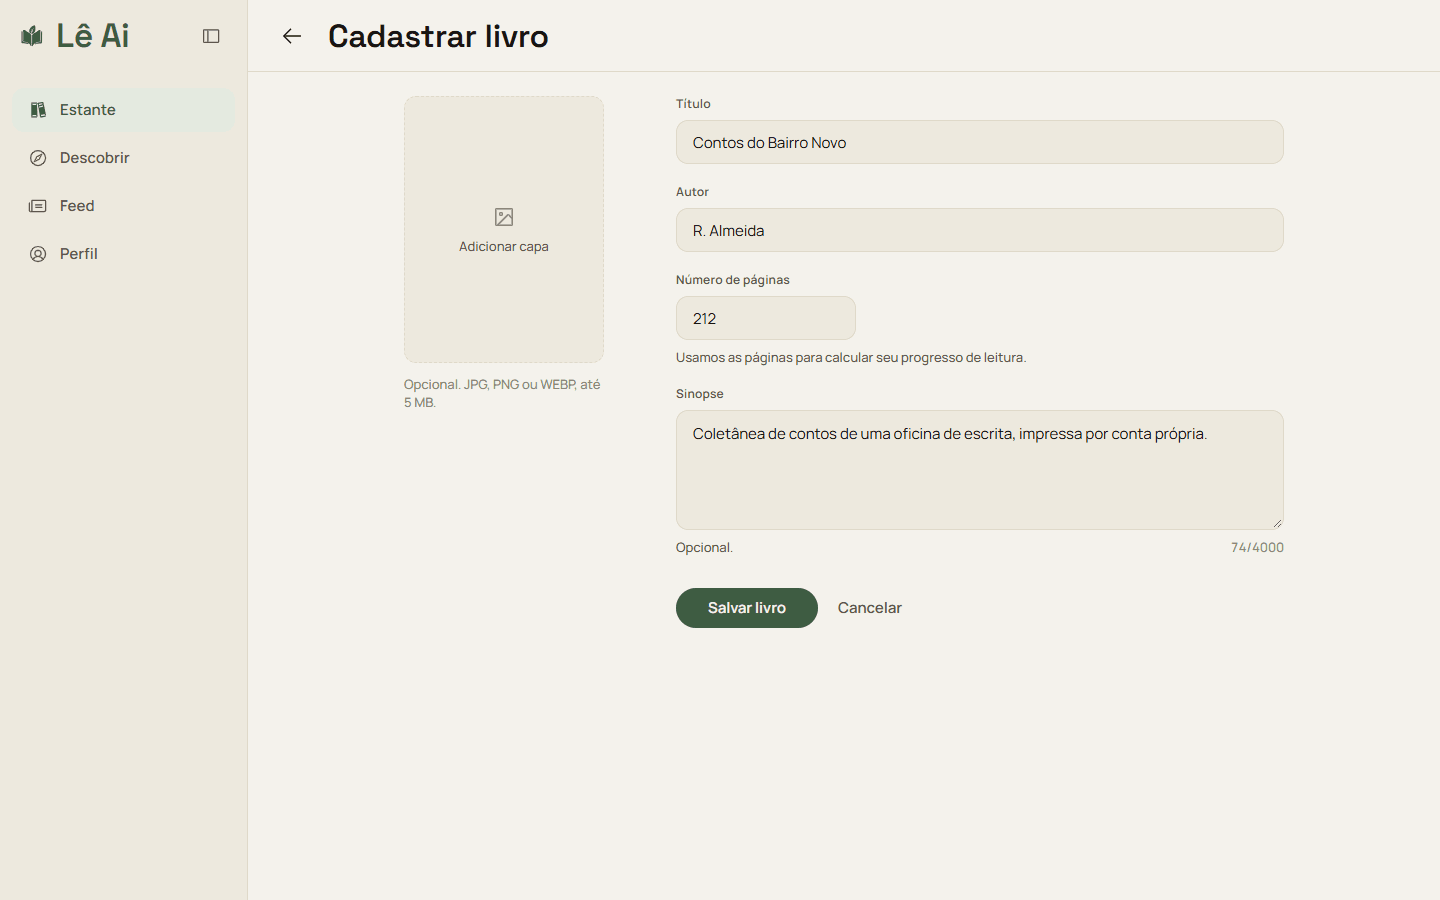 Lê Ai
Estante
Descobrir
Feed
Perfil
Cadastrar livro
Adicionar capa
Opcional. JPG, PNG ou WEBP, até
5 MB.
Título
Contos do Bairro Novo
Autor
R. Almeida
Número de páginas
212
Usamos as páginas para calcular seu progresso de leitura.
Sinopse
Coletânea de contos de uma oficina de escrita, impressa por conta própria.
Opcional.
74/4000
Salvar livro
Cancelar